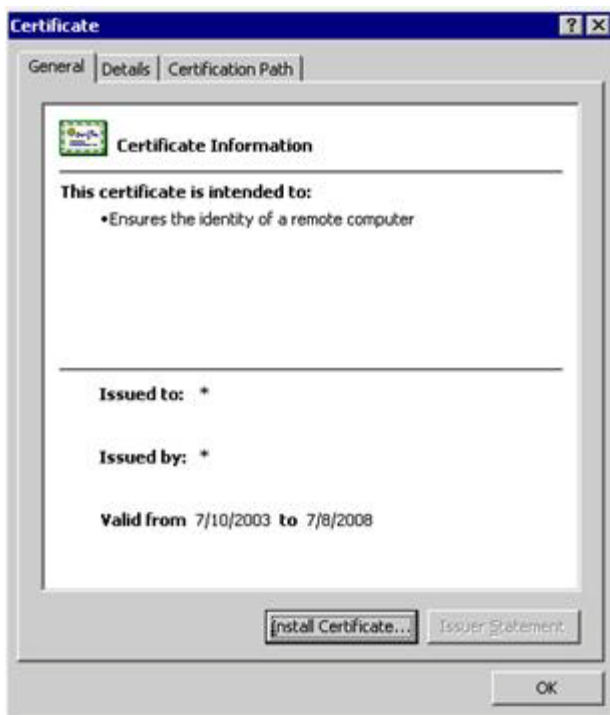 Certificate
General Details Certification Path
Certificate Information
This certificate is intended to:
•Ensures the identity of a remote computer
Issued to: *
Issued by: *
Valid from 7/10/2003 to 7/8/2008
Install Certificate... Issuer Statement
OK